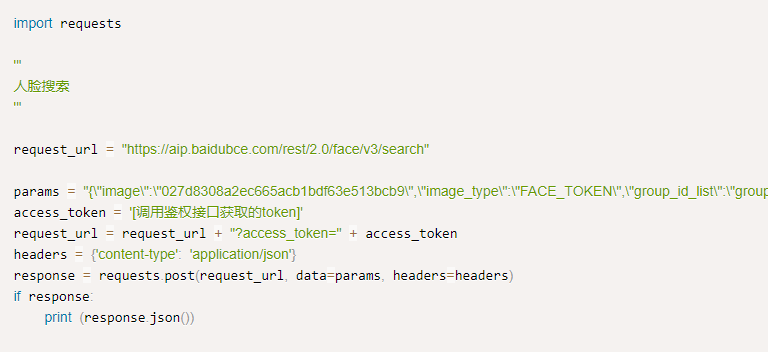 import requests
'''
人脸搜索
'''
request_url = "https://aip.baidubce.com/rest/2.0/face/v3/search"
params = "{\"image\":\"027d8308a2ec665acb1bdf63e513bcb9\",\"image_type\":\"FACE_TOKEN\",\"group_id_list\":\"group
access_token = '[调用鉴权接口获取的token]'
request_url = request_url + "?access_token=" + access_token
headers = {'content-type': 'application/json'}
response = requests.post(request_url, data=params, headers=headers)
if response:
    print (response.json())